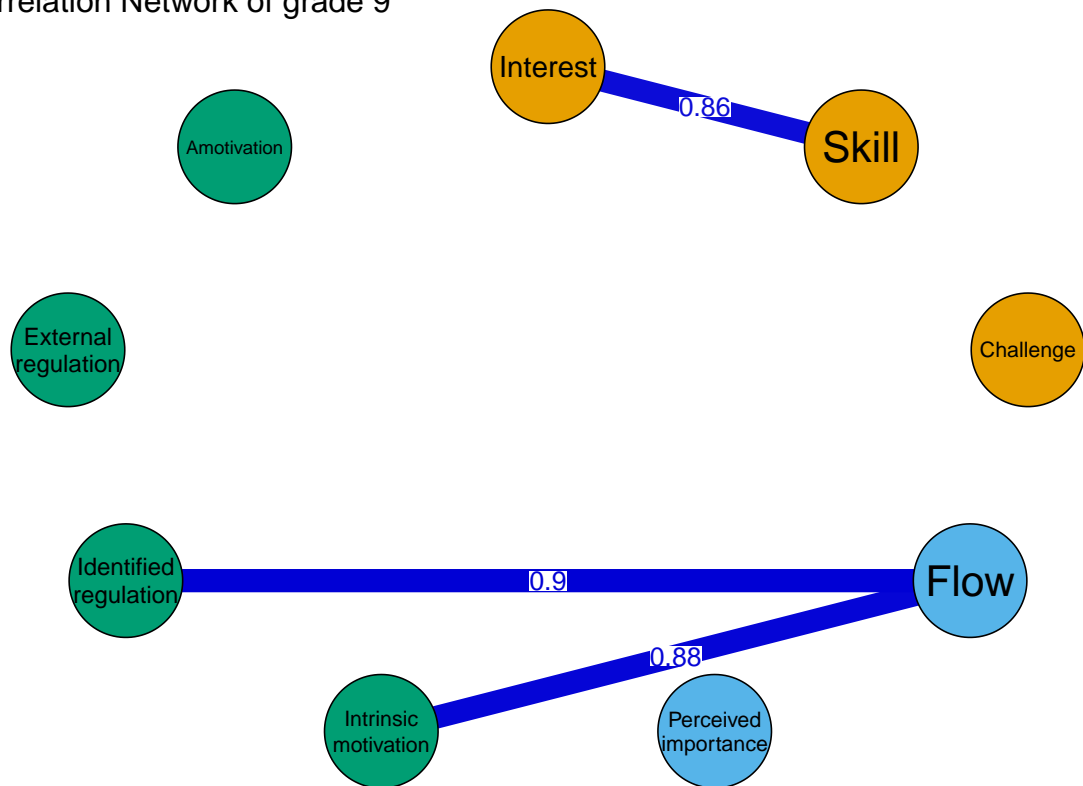 rrelation Network of grade 9
Interest
0.86
Skill
Amotivation
External
regulation
Challenge
Identified
regulation
0.9
Flow
0.88
Intrinsic
motivation
Perceived
importance